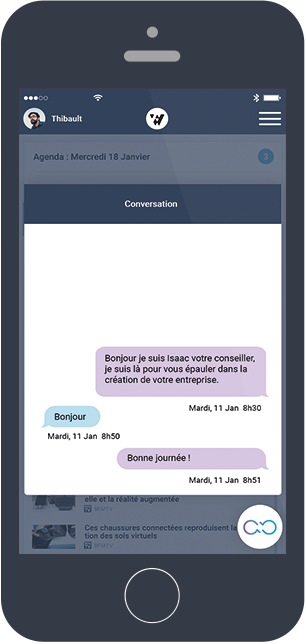 Thibault
Agenda : Mercredi 18 Janvier
3
Conversation
Bonjour je suis Isaac votre conseiller,
je suis là pour vous épauler dans la
création de votre entreprise.
Mardi, 11 Jan 8h30
Bonjour
Mardi, 11 Jan 8h50
Bonne journée !
Mardi, 11 Jan 8h51
elle et la réalité augmentée
Ces chaussures connectées reproduisent la
tion des sols virtuels